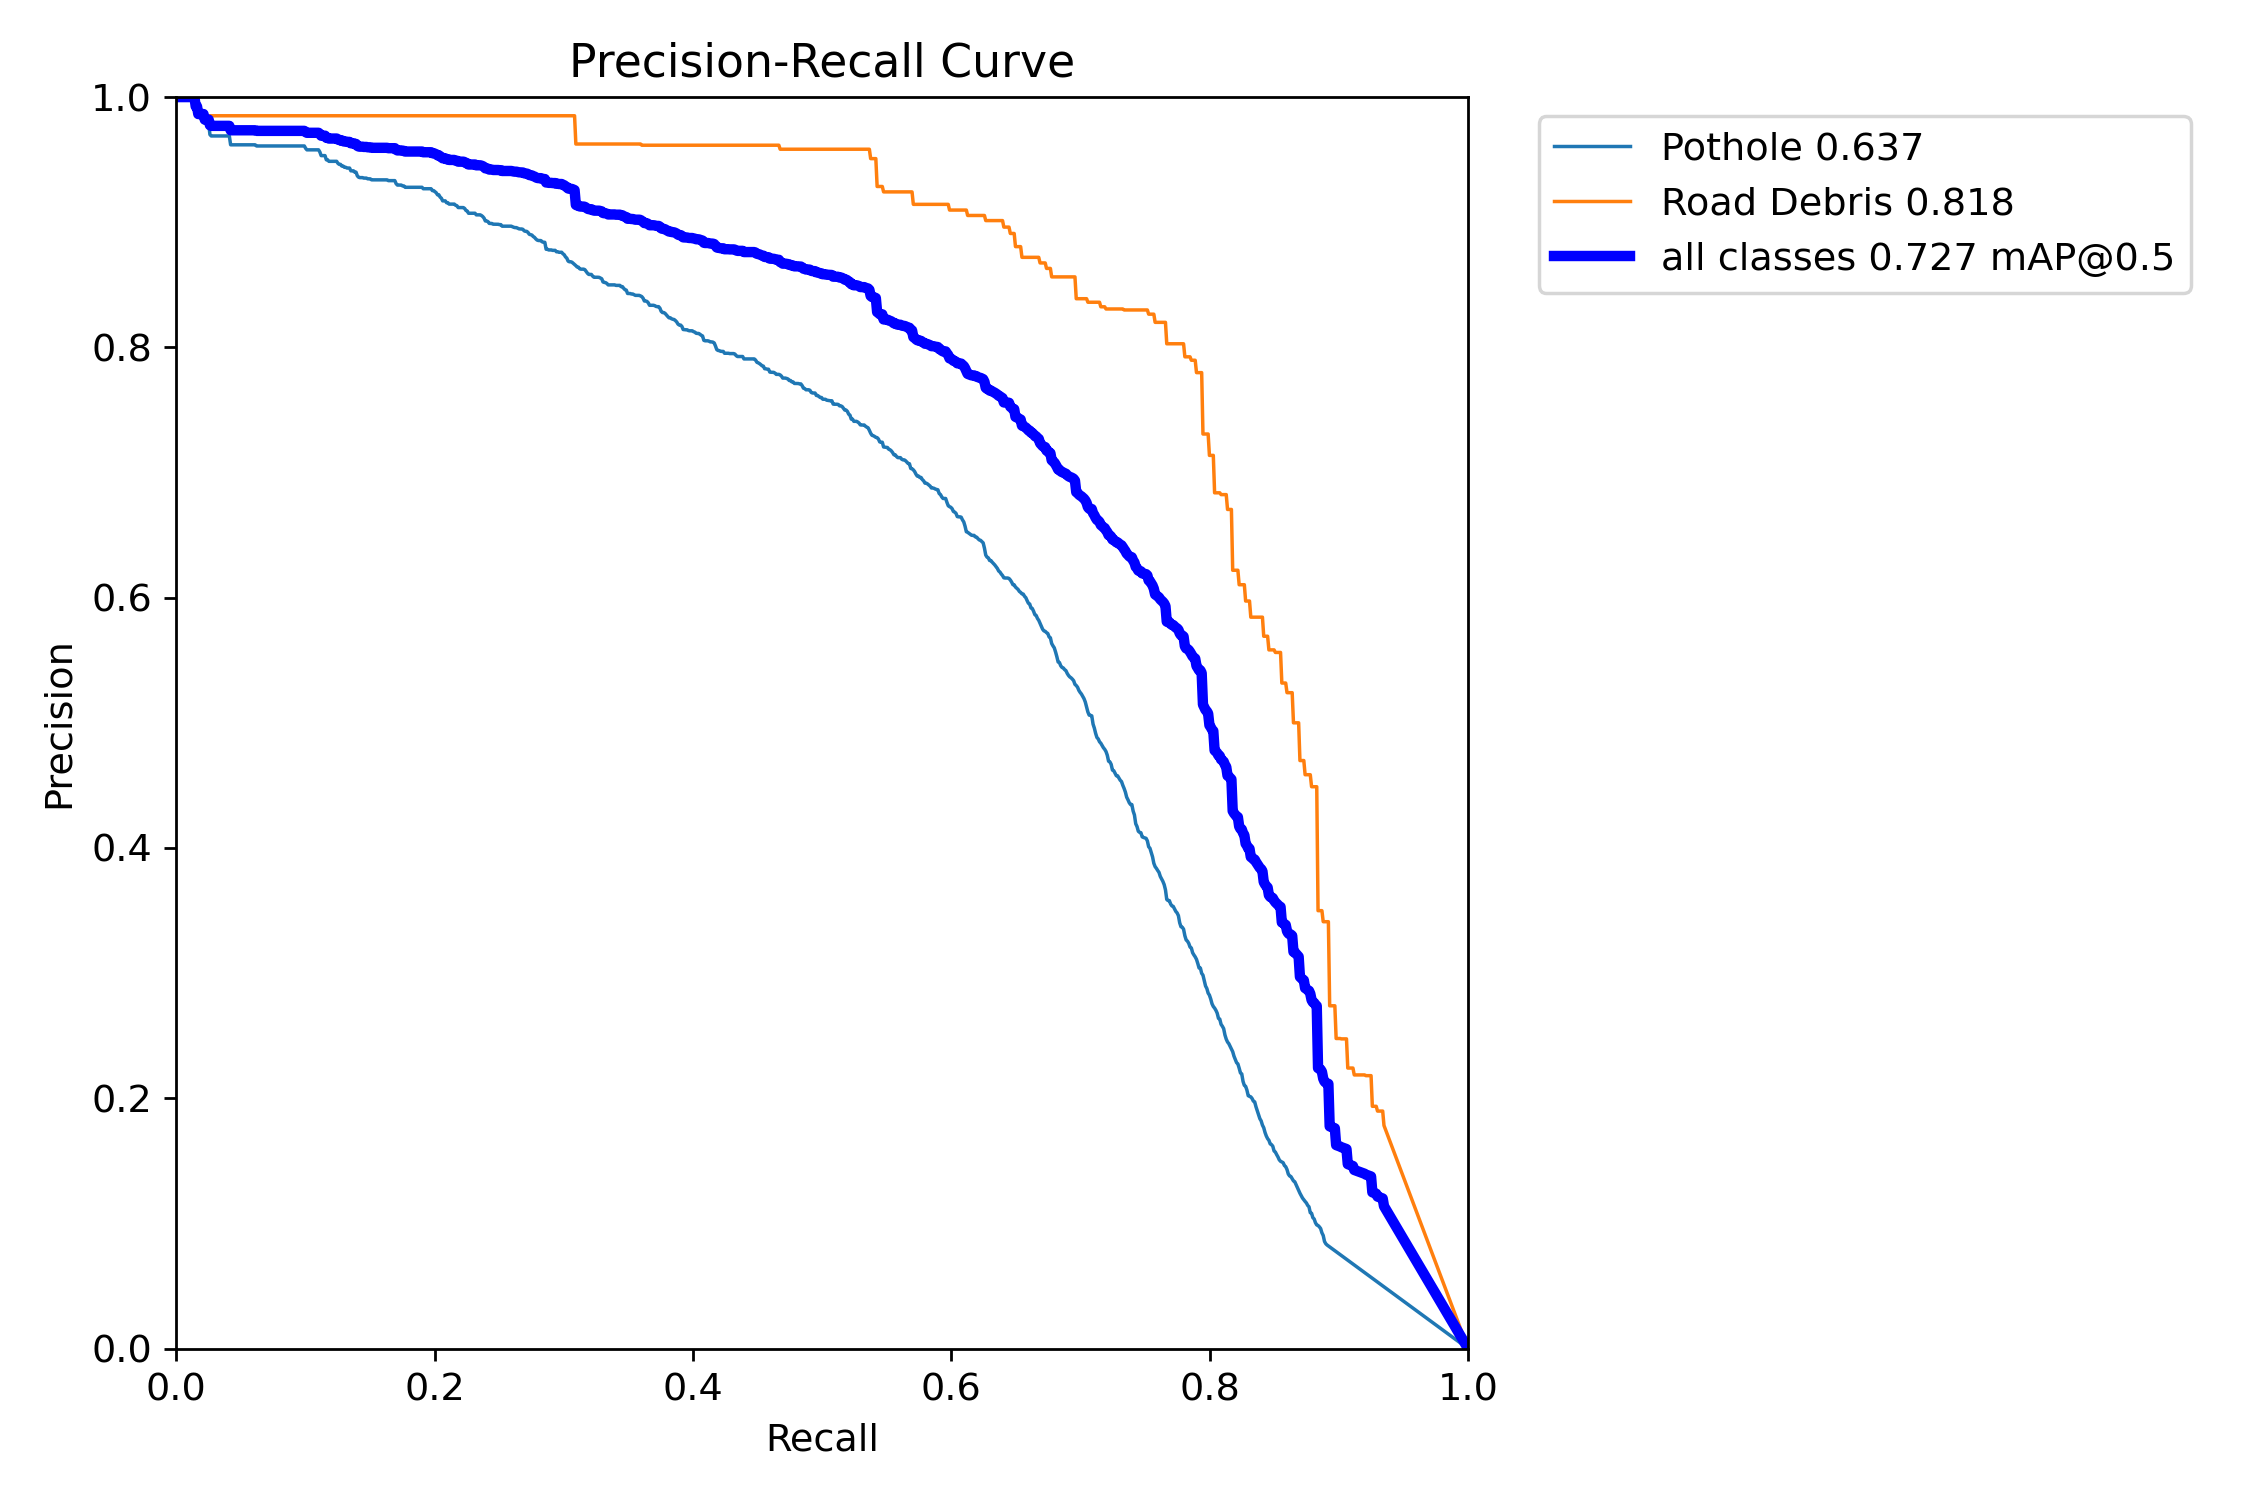 Precision-Recall Curve
1.0
0.8
0.6
0.4
0.2
0.0
Precision
0.0 0.2 0.4 0.6 0.8 1.0
Recall
Pothole 0.637
Road Debris 0.818
all classes 0.727 mAP@0.5